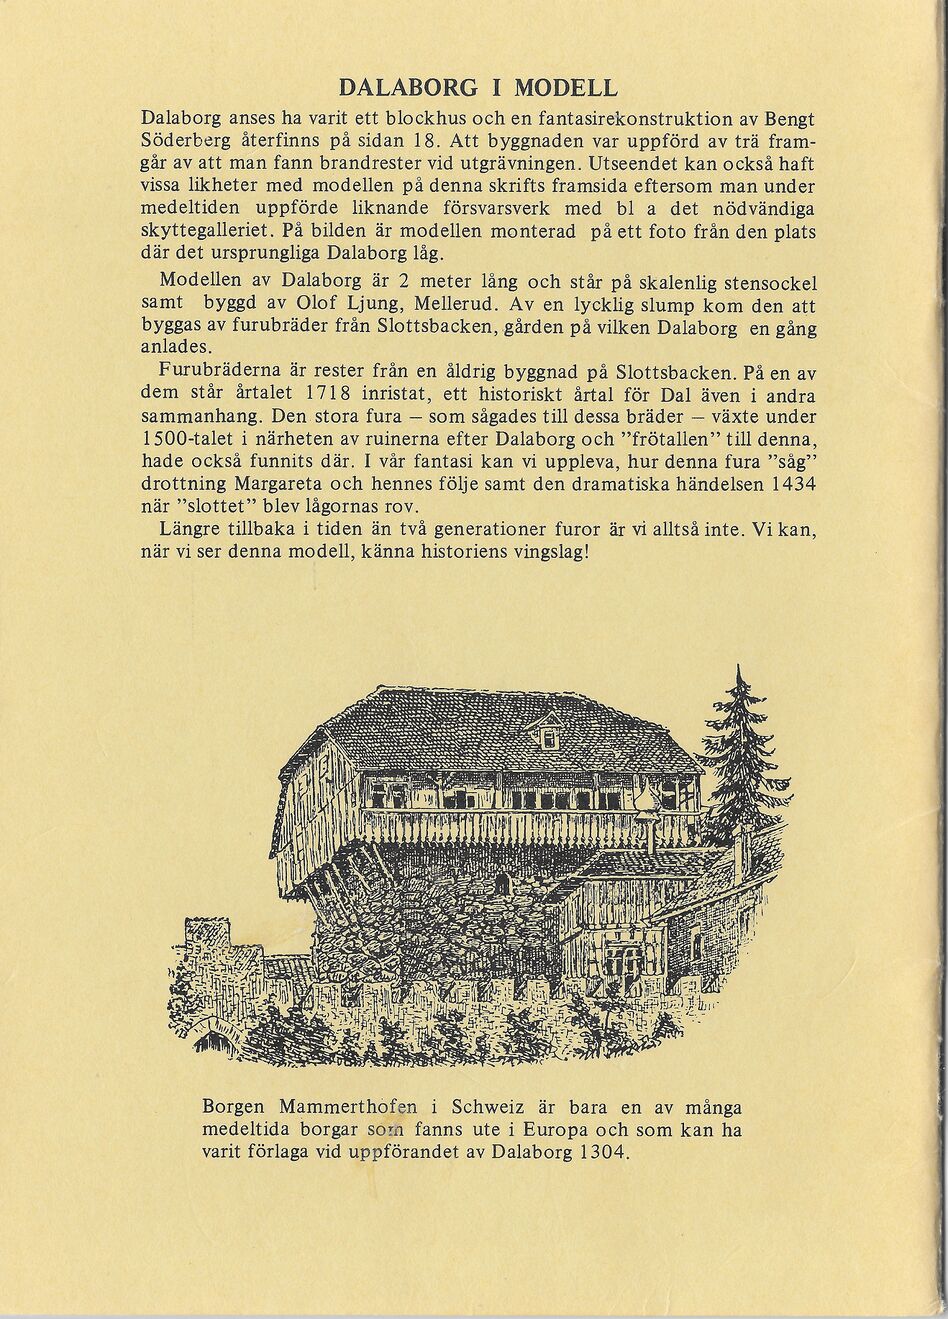 DALABORG I MODELL
Dalaborg anses ha varit ett blockhus och en fantasirekonstruktion av Bengt
Söderberg återfinns på sidan 18. Att byggnaden var uppförd av trä fram-
går av att man fann brandrester vid utgrävningen. Utseendet kan också haft
vissa likheter med modellen på denna skrifts framsida eftersom man under
medeltiden uppförde liknande försvarsverk med bl a det nödvändiga
skyttegalleriet. På bilden är modellen monterad på ett foto från den plats
där det ursprungliga Dalaborg låg.
Modellen av Dalaborg är 2 meter lång och står på skalenlig stensockel
samt byggd av Olof Ljung, Mellerud. Av en lycklig slump kom den att
byggas av furubräder från Slottsbacken, gården på vilken Dalaborg en gång
anlades.
Furubräderna är rester från en åldrig byggnad på Slottsbacken. På en av
dem står årtalet 1718 inristat, ett historiskt årtal för Dal även i andra
sammanhang. Den stora fura — som sågades till dessa bräder — växte under
1500-talet i närheten av ruinerna efter Dalaborg och ”frötallen” till denna,
hade också funnits där. I vår fantasi kan vi uppleva, hur denna fura ”såg”
drottning Margareta och hennes följe samt den dramatiska händelsen 1434
när ”slottet” blev lågornas rov.
Längre tillbaka i tiden än två generationer furor är vi alltså inte. Vi kan,
när vi ser denna modell, känna historiens vingslag!
Borgen Mammerthofen i Schweiz är bara en av många
medeltida borgar som fanns ute i Europa och som kan ha
varit förlaga vid uppförandet av Dalaborg 1304.